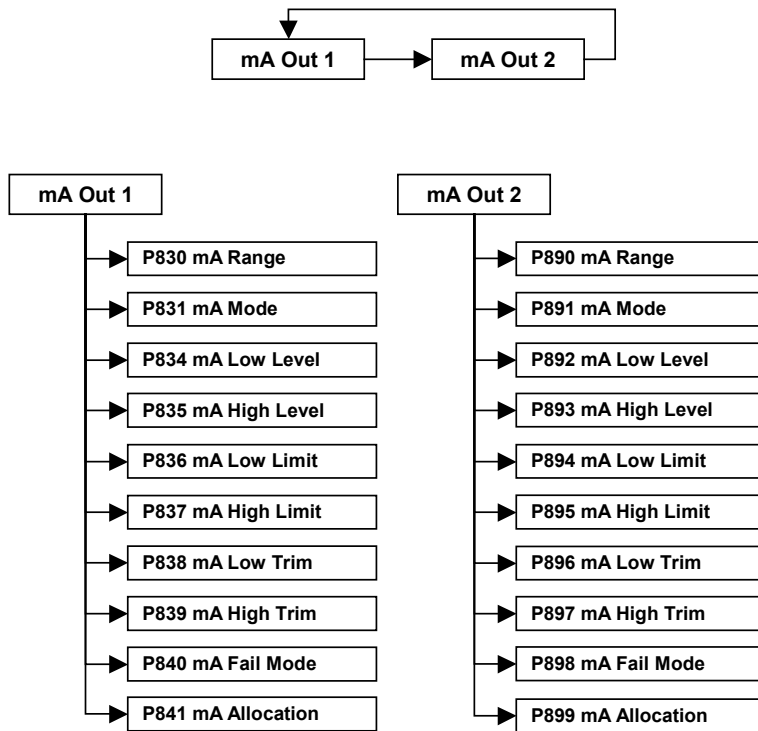 mA Out 1
mA Out 2
mA Out 1
P830 mA Range
P831 mA Mode
P834 mA Low Level
P835 mA High Level
P836 mA Low Limit
P837 mA High Limit
P838 mA Low Trim
P839 mA High Trim
P840 mA Fail Mode
P841 mA Allocation
mA Out 2
P890 mA Range
P891 mA Mode
P892 mA Low Level
P893 mA High Level
P894 mA Low Limit
P895 mA High Limit
P896 mA Low Trim
P897 mA High Trim
P898 mA Fail Mode
P899 mA Allocation